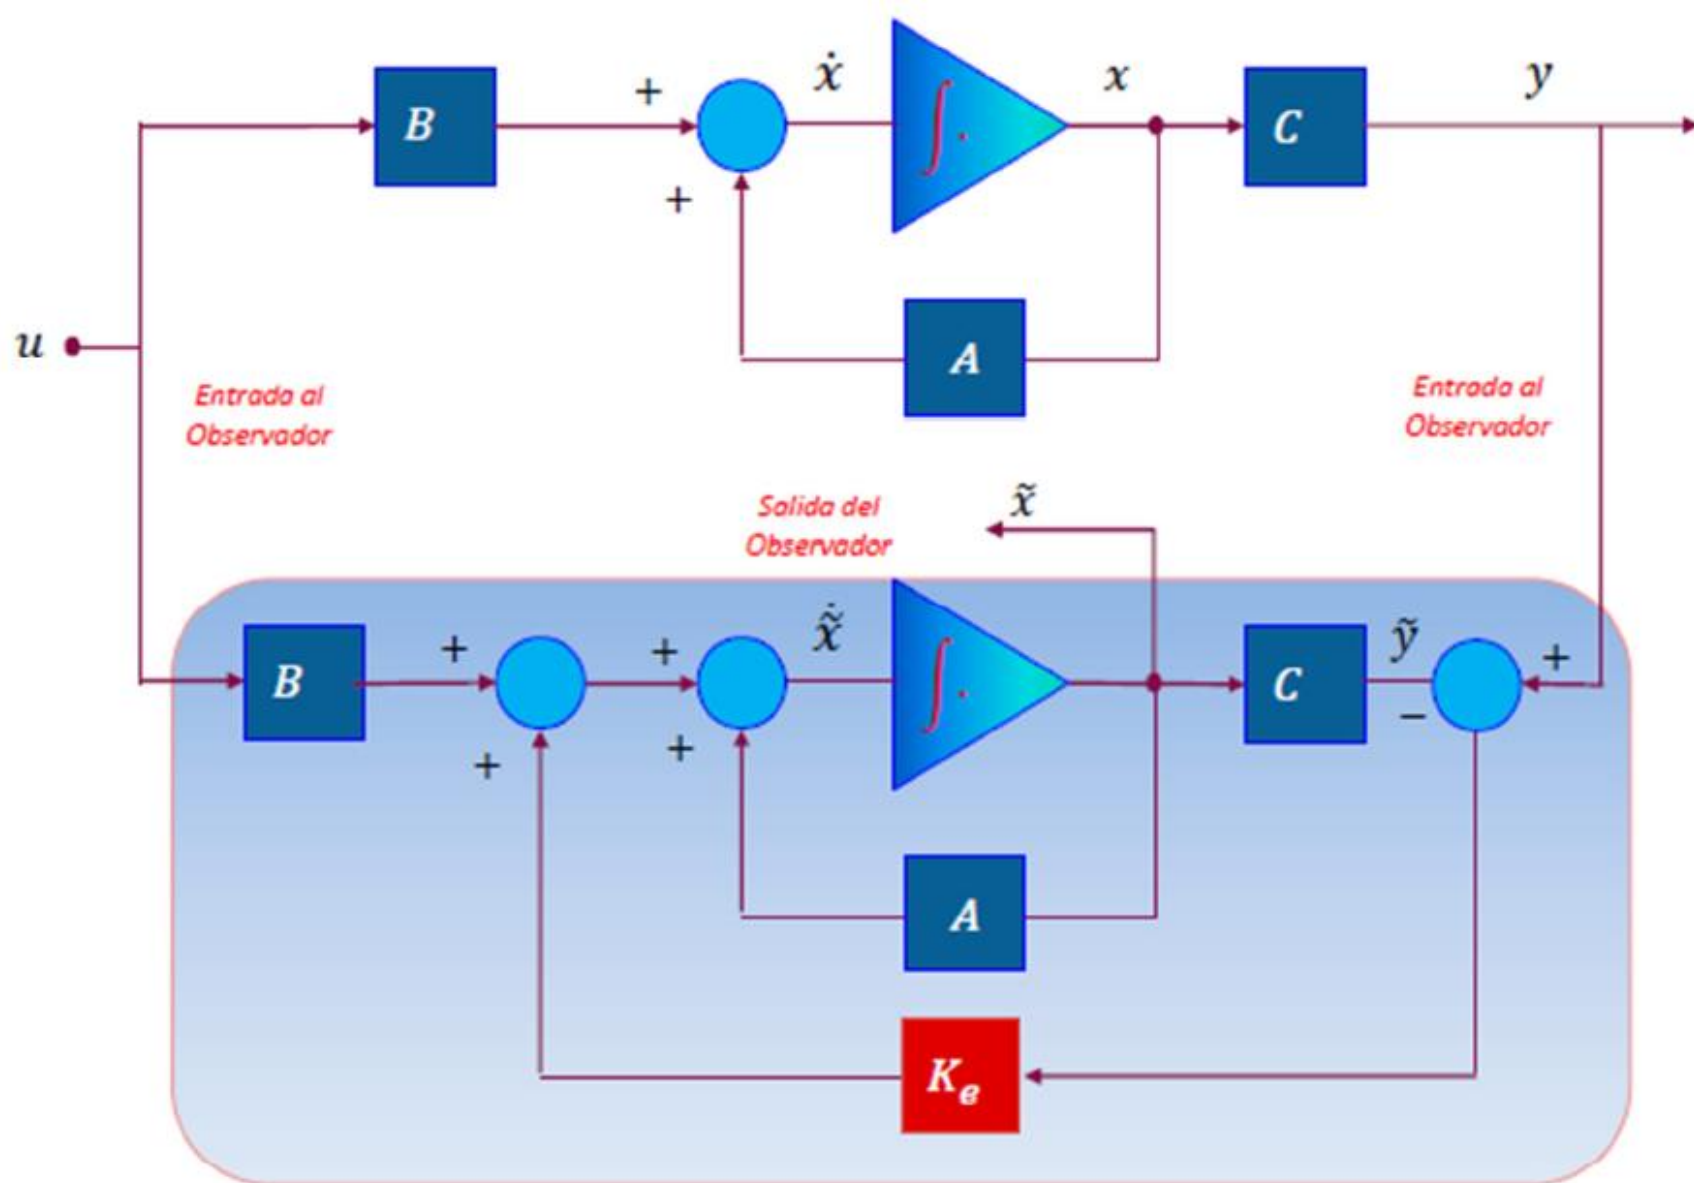 B
+
ẋ
∫.
x
C
y
+
A
u
Entrada al
Observador
Entrada al
Observador
Salida del
Observador
x̃
B
+
+
x̃̇
∫.
C
ỹ
+
−
+
+
A
Kₑ